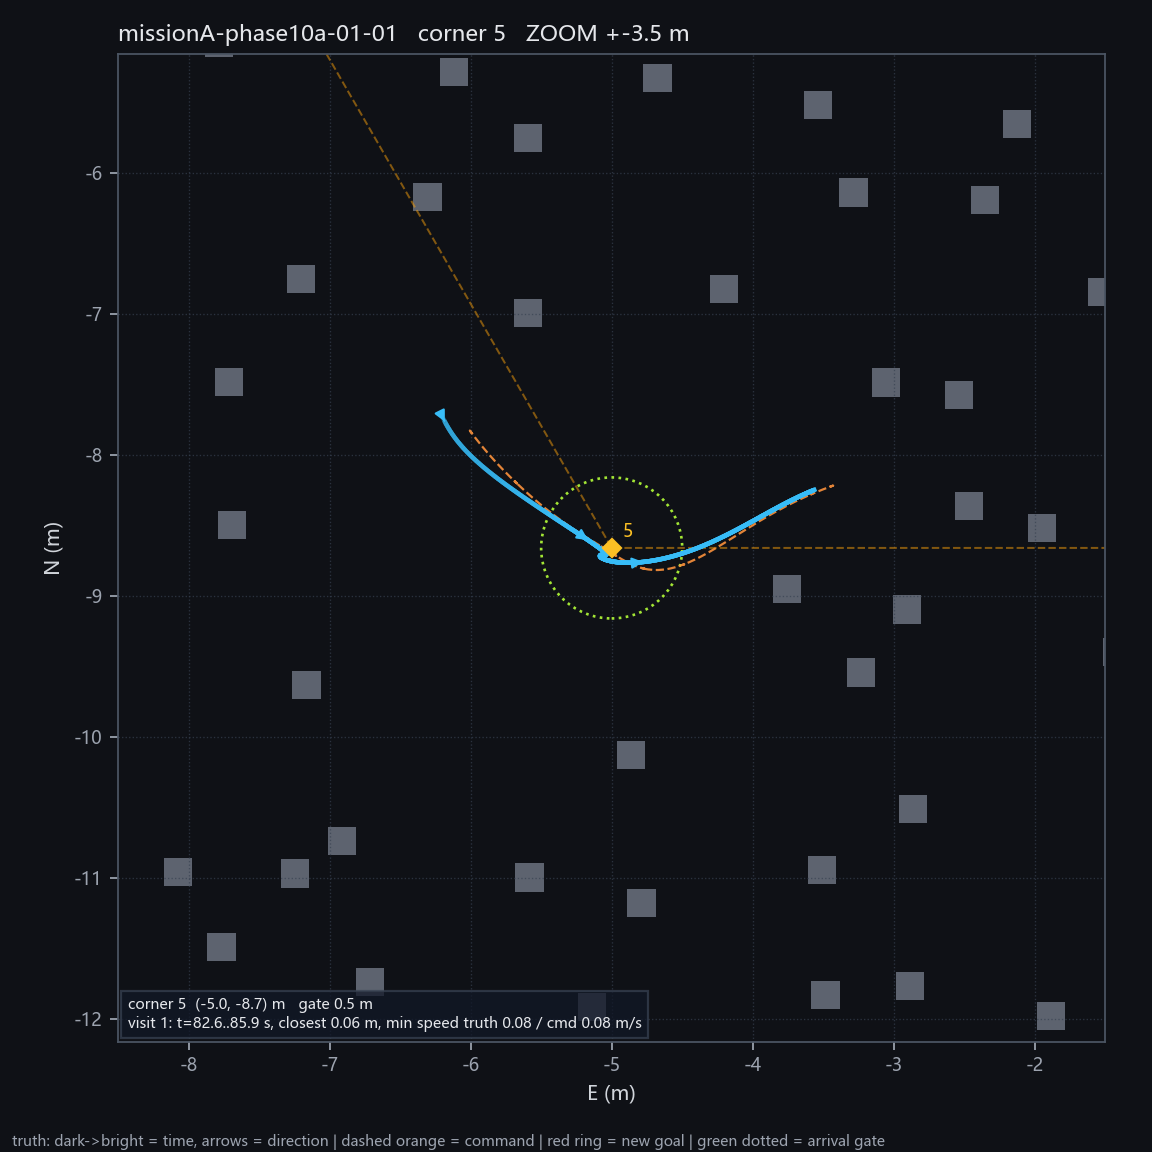 missionA-phase10a-01-01   corner 5   ZOOM +-3.5 m
-6
-7
-8
-9
-10
-11
-12
N (m)
5
corner 5  (-5.0, -8.7) m   gate 0.5 m
visit 1: t=82.6..85.9 s, closest 0.06 m, min speed truth 0.08 / cmd 0.08 m/s
-8
-7
-6
-5
-4
-3
-2
E (m)
truth: dark->bright = time, arrows = direction | dashed orange = command | red ring = new goal | green dotted = arrival gate